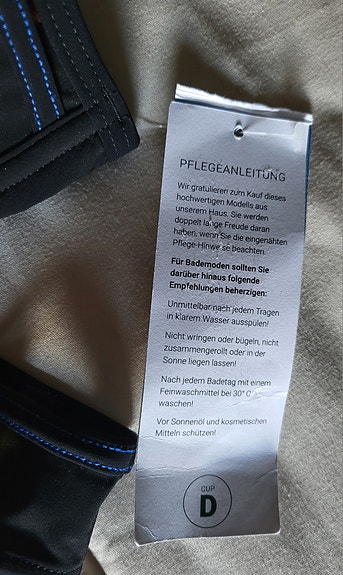 PFLEGEANLEITUNG
Wir gratulieren zum Kauf dieses
hochwertigen Modells aus
unserem Haus. Sie werden
doppelt lange Freude daran
haben, wenn Sie die eingenähten
Pflege-Hinweise beachten.
Für Bademoden sollten Sie
darüber hinaus folgende
Empfehlungen beherzigen:
Unmittelbar nach jedem Tragen
in klarem Wasser ausspülen!
Nicht wringen oder bügeln, nicht
zusammengerollt oder in der
Sonne liegen lassen!
Nach jedem Badetag mit einem
Feinwaschmittel bei 30° C
waschen!
Vor Sonnenöl und kosmetischen
Mitteln schützen!
CUP
D